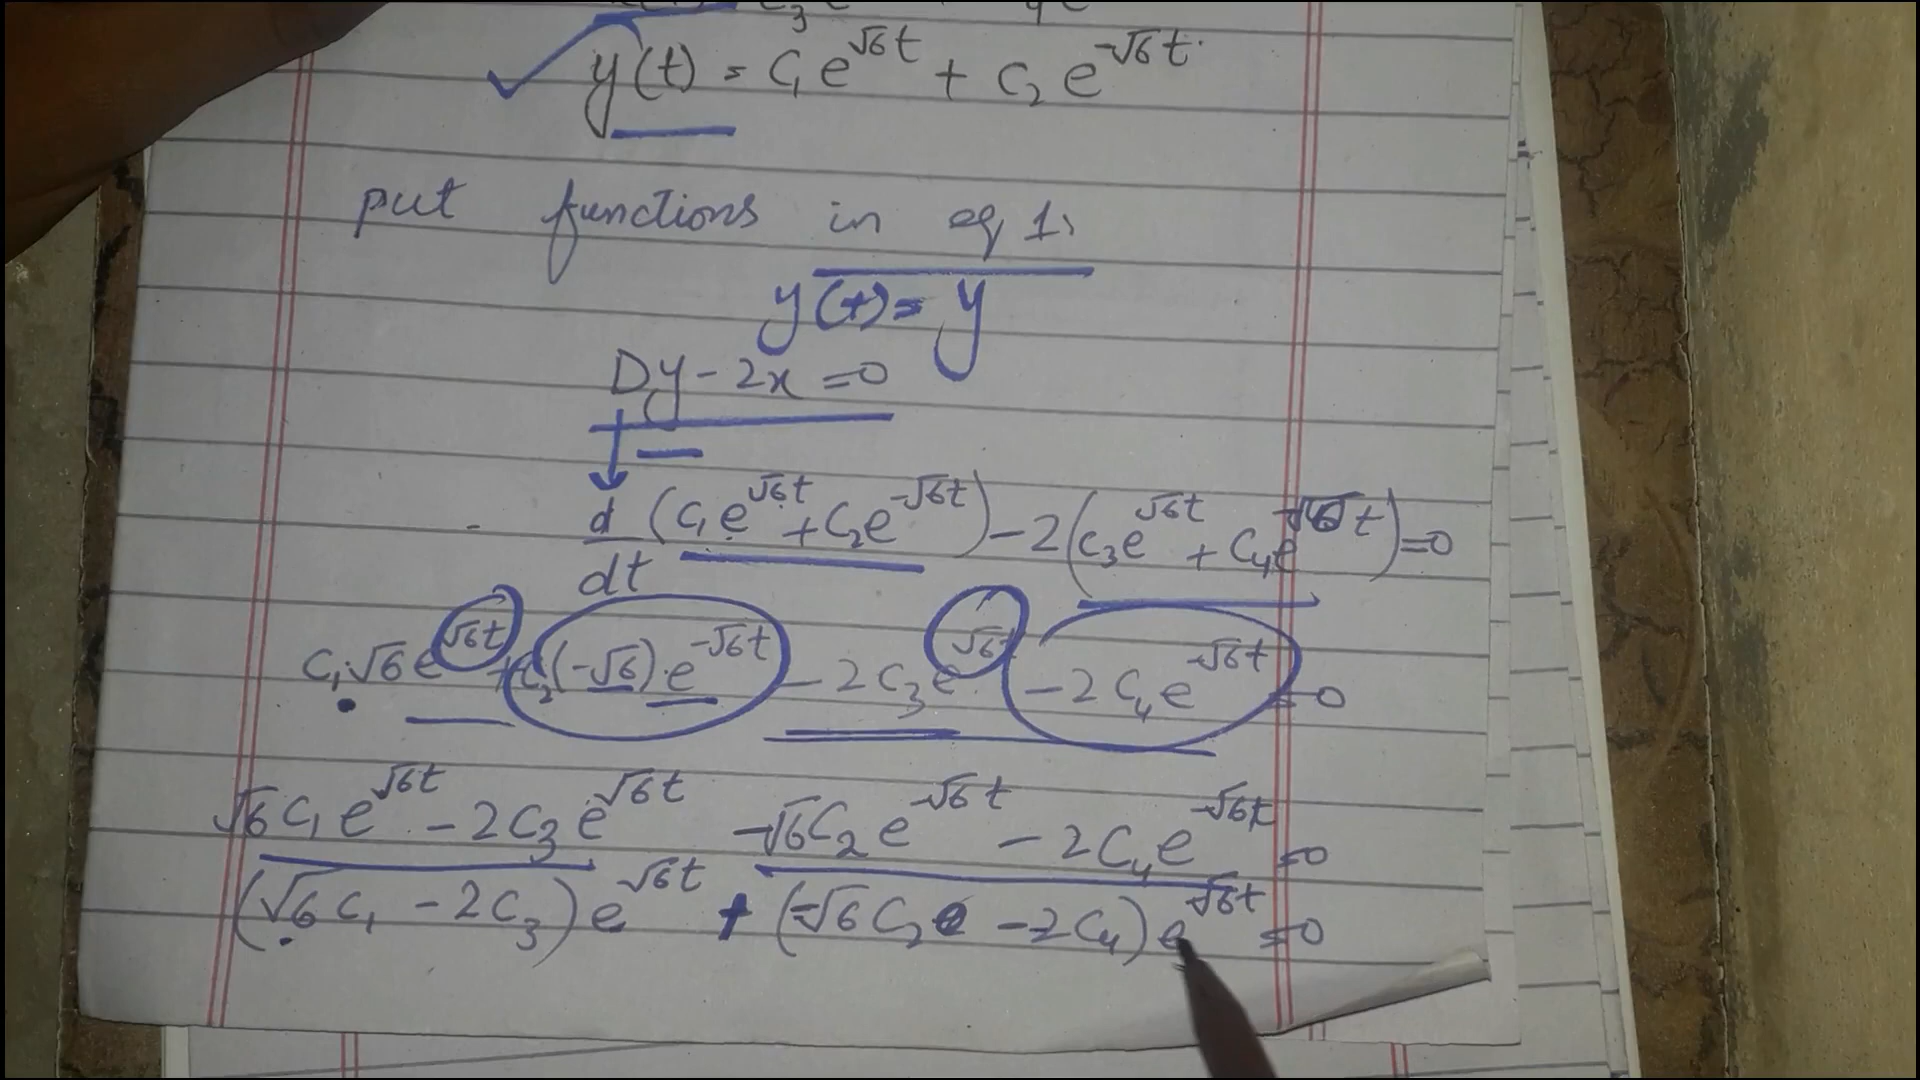 y(t) = c₁e^{√6t} + c₂e^{-√6t}
put functions in eq 1,
y(t) = y
Dy - 2x = 0
d/dt (c₁e^{√6t} + c₂e^{-√6t}) - 2(c₃e^{√6t} + c₄e^{-√6t}) = 0
c₁.√6e^{√6t} + c₂(-√6).e^{-√6t} - 2c₃e^{√6t} - 2c₄e^{-√6t} = 0
√6c₁e^{√6t} - 2c₃e^{√6t} -√6c₂e^{-√6t} - 2c₄e^{-√6t} = 0
(√6c₁ - 2c₃)e^{√6t} + (-√6c₂ - 2c₄)e^{-√6t} = 0